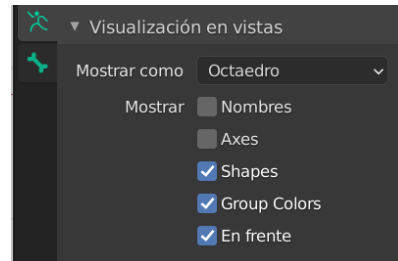 Visualización en vistas
Mostrar como Octaedro
Mostrar Nombres
Axes
Shapes
Group Colors
En frente